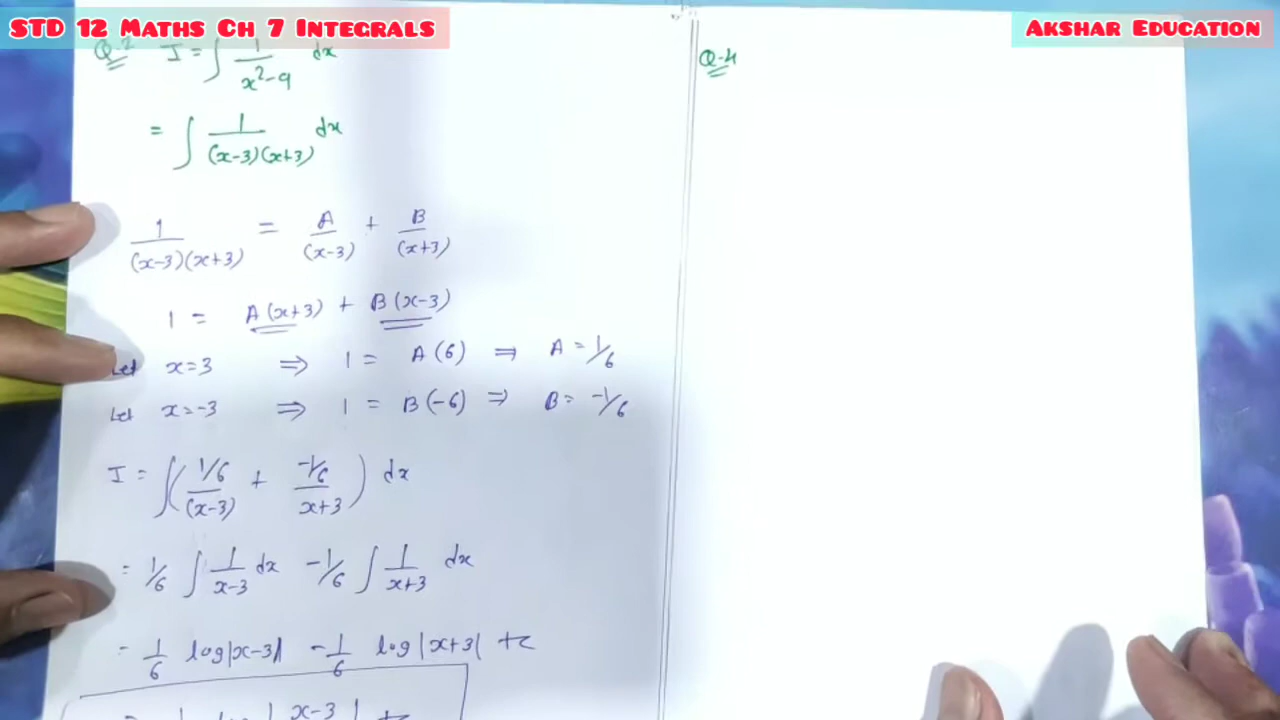 STD 12 Maths Ch 7 Integrals
Akshar Education
Q-2 I = ∫ 1/(x²-9) dx
= ∫ 1/((x-3)(x+3)) dx
1/((x-3)(x+3)) = A/(x-3) + B/(x+3)
1 = A(x+3) + B(x-3)
Let x=3 ⇒ 1 = A(6) ⇒ A = 1/6
Let x=-3 ⇒ 1 = B(-6) ⇒ B = -1/6
I = ∫( (1/6)/(x-3) + (-1/6)/(x+3) ) dx
= 1/6 ∫ 1/(x-3) dx -1/6 ∫ 1/(x+3) dx
= 1/6 log|x-3| - 1/6 log|x+3| + c
x-3
Q-4